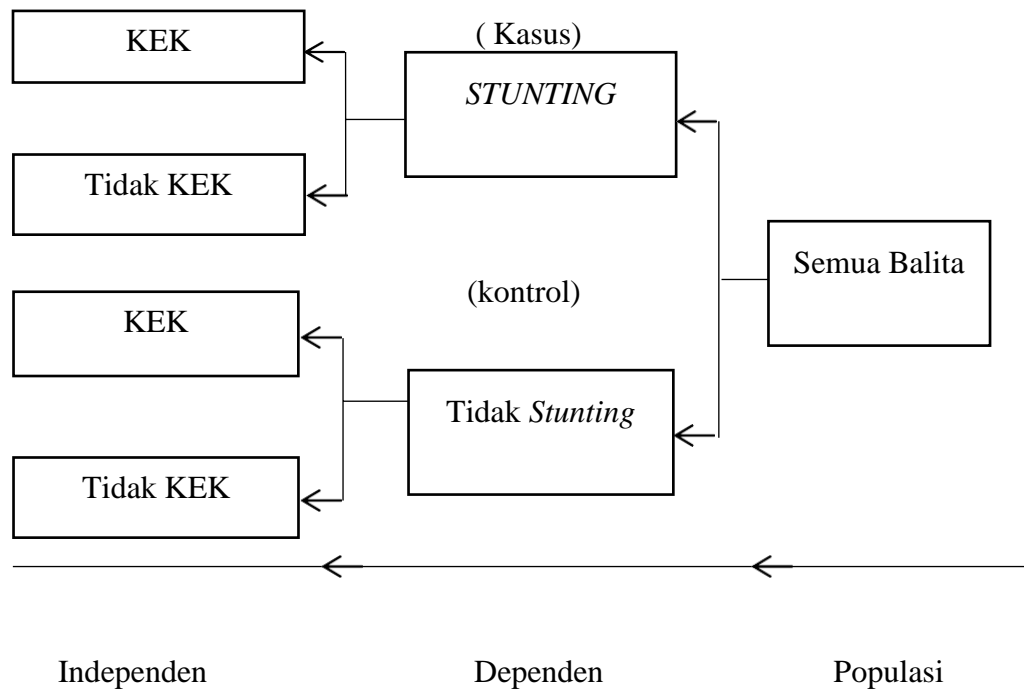 KEK
( Kasus)
STUNTING
Tidak KEK
Semua Balita
(kontrol)
KEK
Tidak Stunting
Tidak KEK
Independen
Dependen
Populasi